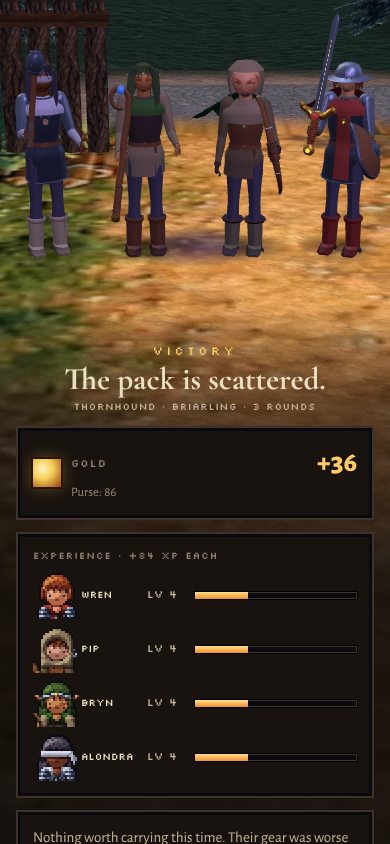 VICTORY
The pack is scattered.
THORNHOUND · BRIARLING · 3 ROUNDS
GOLD
+36
Purse: 86
EXPERIENCE · +84 XP EACH
WREN LV 4
PIP LV 4
BRYN LV 4
ALONDRA LV 4
Nothing worth carrying this time. Their gear was worse